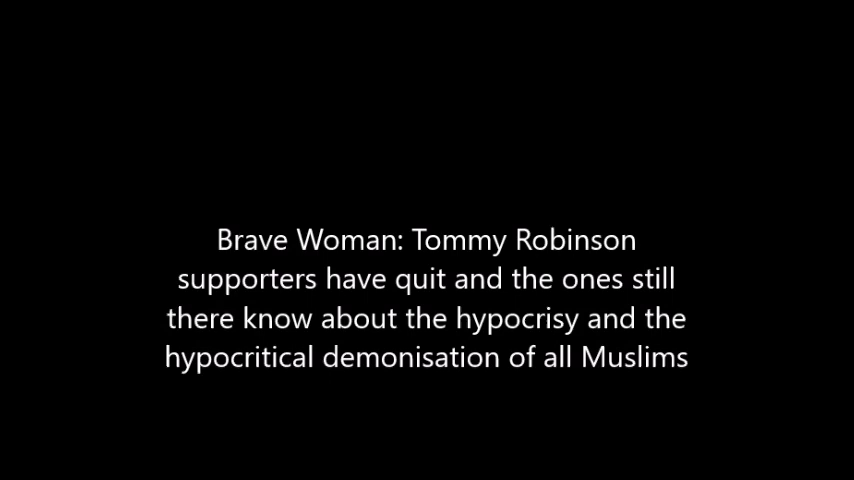 Brave Woman: Tommy Robinson
supporters have quit and the ones still
there know about the hypocrisy and the
hypocritical demonisation of all Muslims